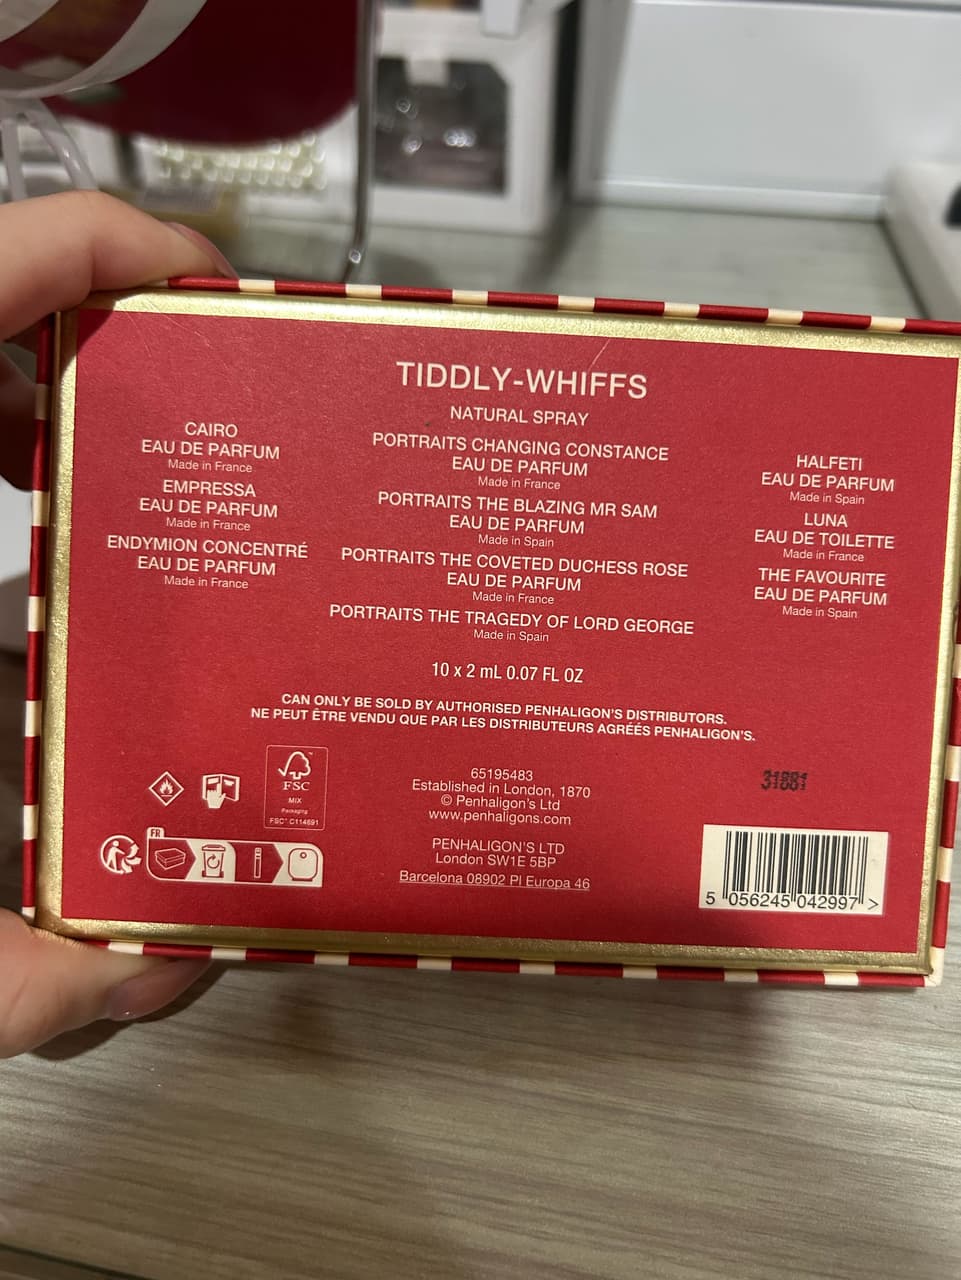 TIDDLY-WHIFFS
NATURAL SPRAY
CAIRO
EAU DE PARFUM
Made in France
EMPRESSA
EAU DE PARFUM
Made in France
ENDYMION CONCENTRÉ
EAU DE PARFUM
Made in France
PORTRAITS CHANGING CONSTANCE
EAU DE PARFUM
Made in France
PORTRAITS THE BLAZING MR SAM
EAU DE PARFUM
Made in Spain
PORTRAITS THE COVETED DUCHESS ROSE
EAU DE PARFUM
Made in France
PORTRAITS THE TRAGEDY OF LORD GEORGE
Made in Spain
HALFETI
EAU DE PARFUM
Made in Spain
LUNA
EAU DE TOILETTE
Made in France
THE FAVOURITE
EAU DE PARFUM
Made in Spain
10 x 2 mL 0.07 FL OZ
CAN ONLY BE SOLD BY AUTHORISED PENHALIGON'S DISTRIBUTORS.
NE PEUT ÊTRE VENDU QUE PAR LES DISTRIBUTEURS AGRÉÉS PENHALIGON'S.
FSC
MIX
Packaging
FSC® C114691
FR
65195483
Established in London, 1870
© Penhaligon's Ltd
www.penhaligons.com
PENHALIGON'S LTD
London SW1E 5BP
Barcelona 08902 Pl Europa 46
31881
5 056245 042997 >